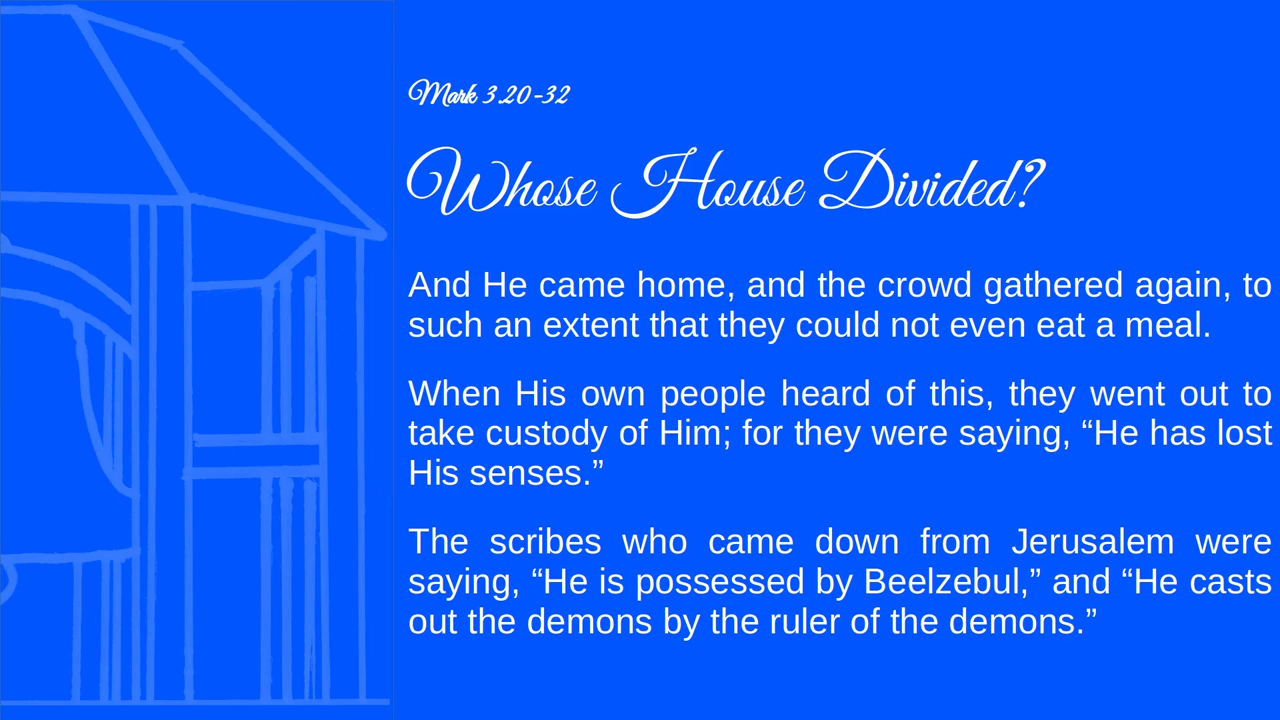 Mark 3.20-32
Whose House Divided?
And He came home, and the crowd gathered again, to
such an extent that they could not even eat a meal.
When His own people heard of this, they went out to
take custody of Him; for they were saying, “He has lost
His senses.”
The scribes who came down from Jerusalem were
saying, “He is possessed by Beelzebul,” and “He casts
out the demons by the ruler of the demons.”